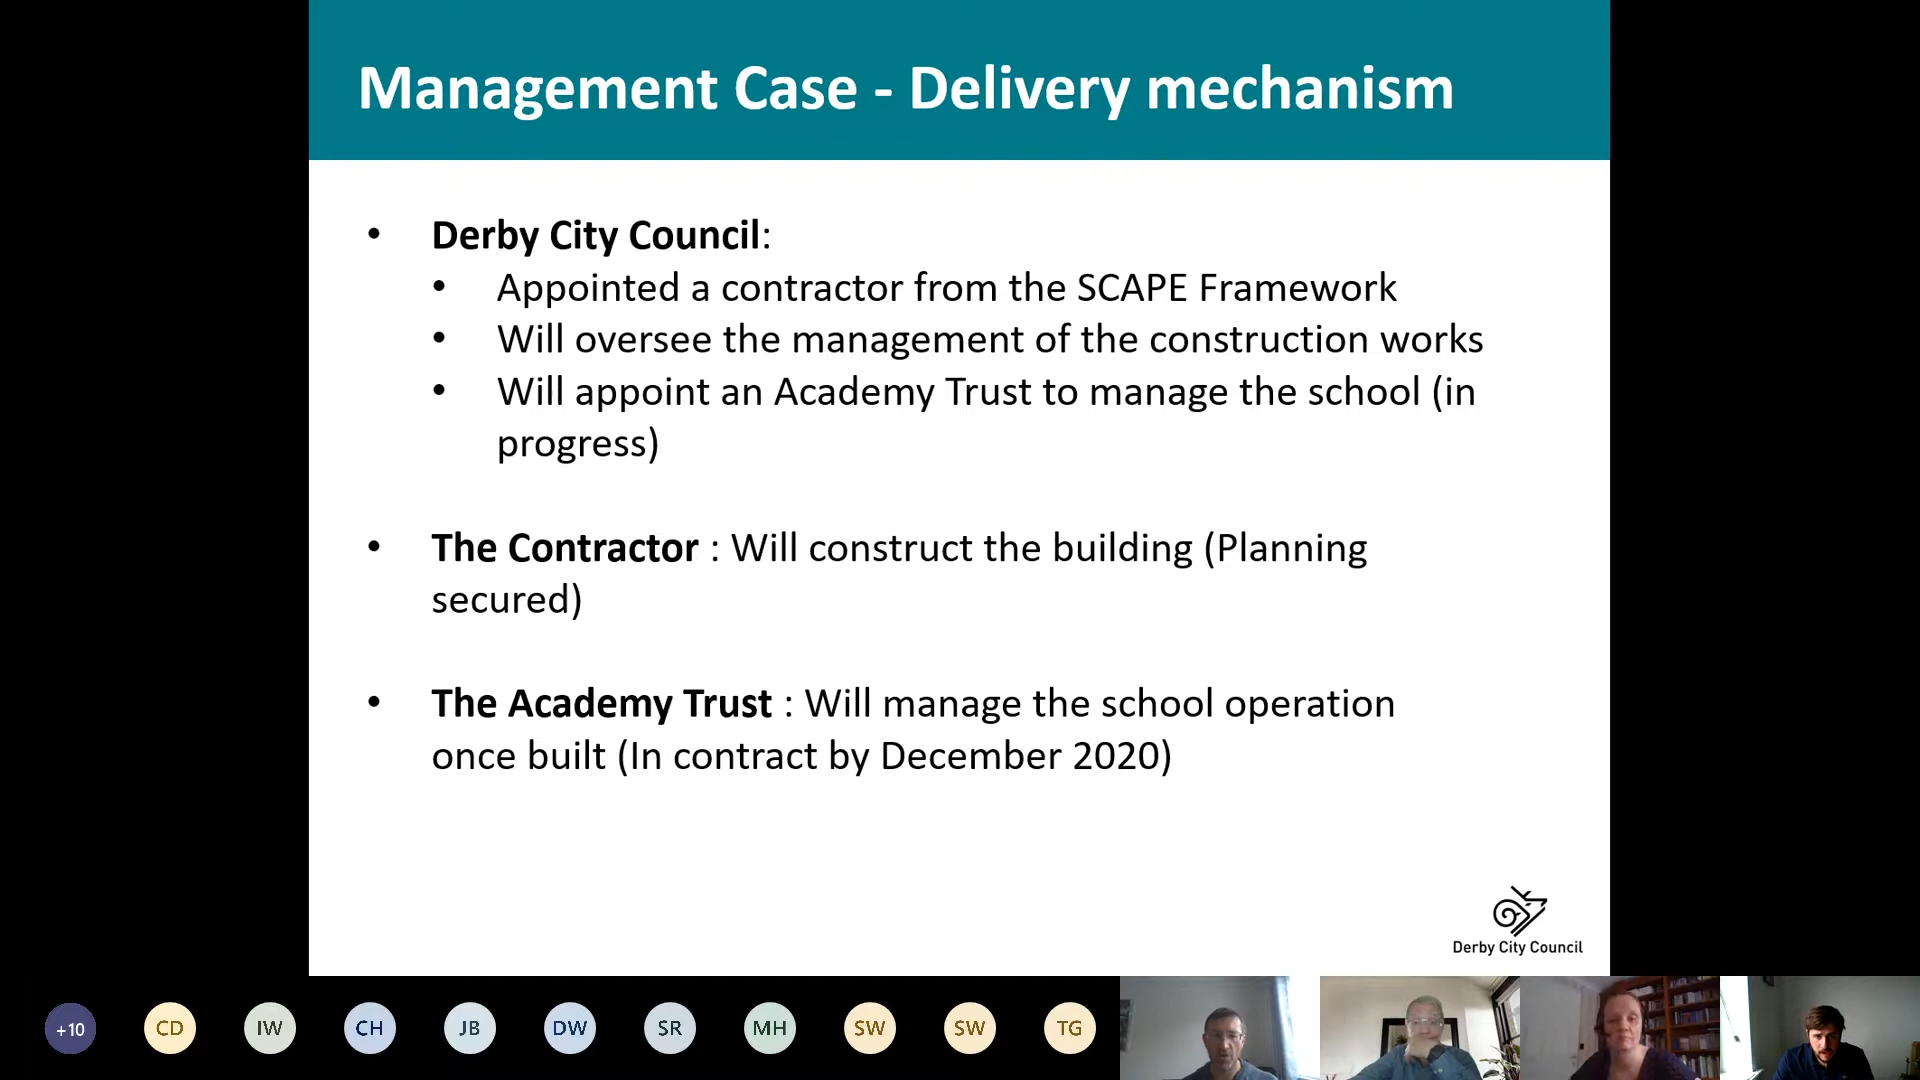 Management Case - Delivery mechanism
• Derby City Council:
• Appointed a contractor from the SCAPE Framework
• Will oversee the management of the construction works
• Will appoint an Academy Trust to manage the school (in
progress)
• The Contractor : Will construct the building (Planning
secured)
• The Academy Trust : Will manage the school operation
once built (In contract by December 2020)
Derby City Council
+10 CD IW CH JB DW SR MH SW SW TG